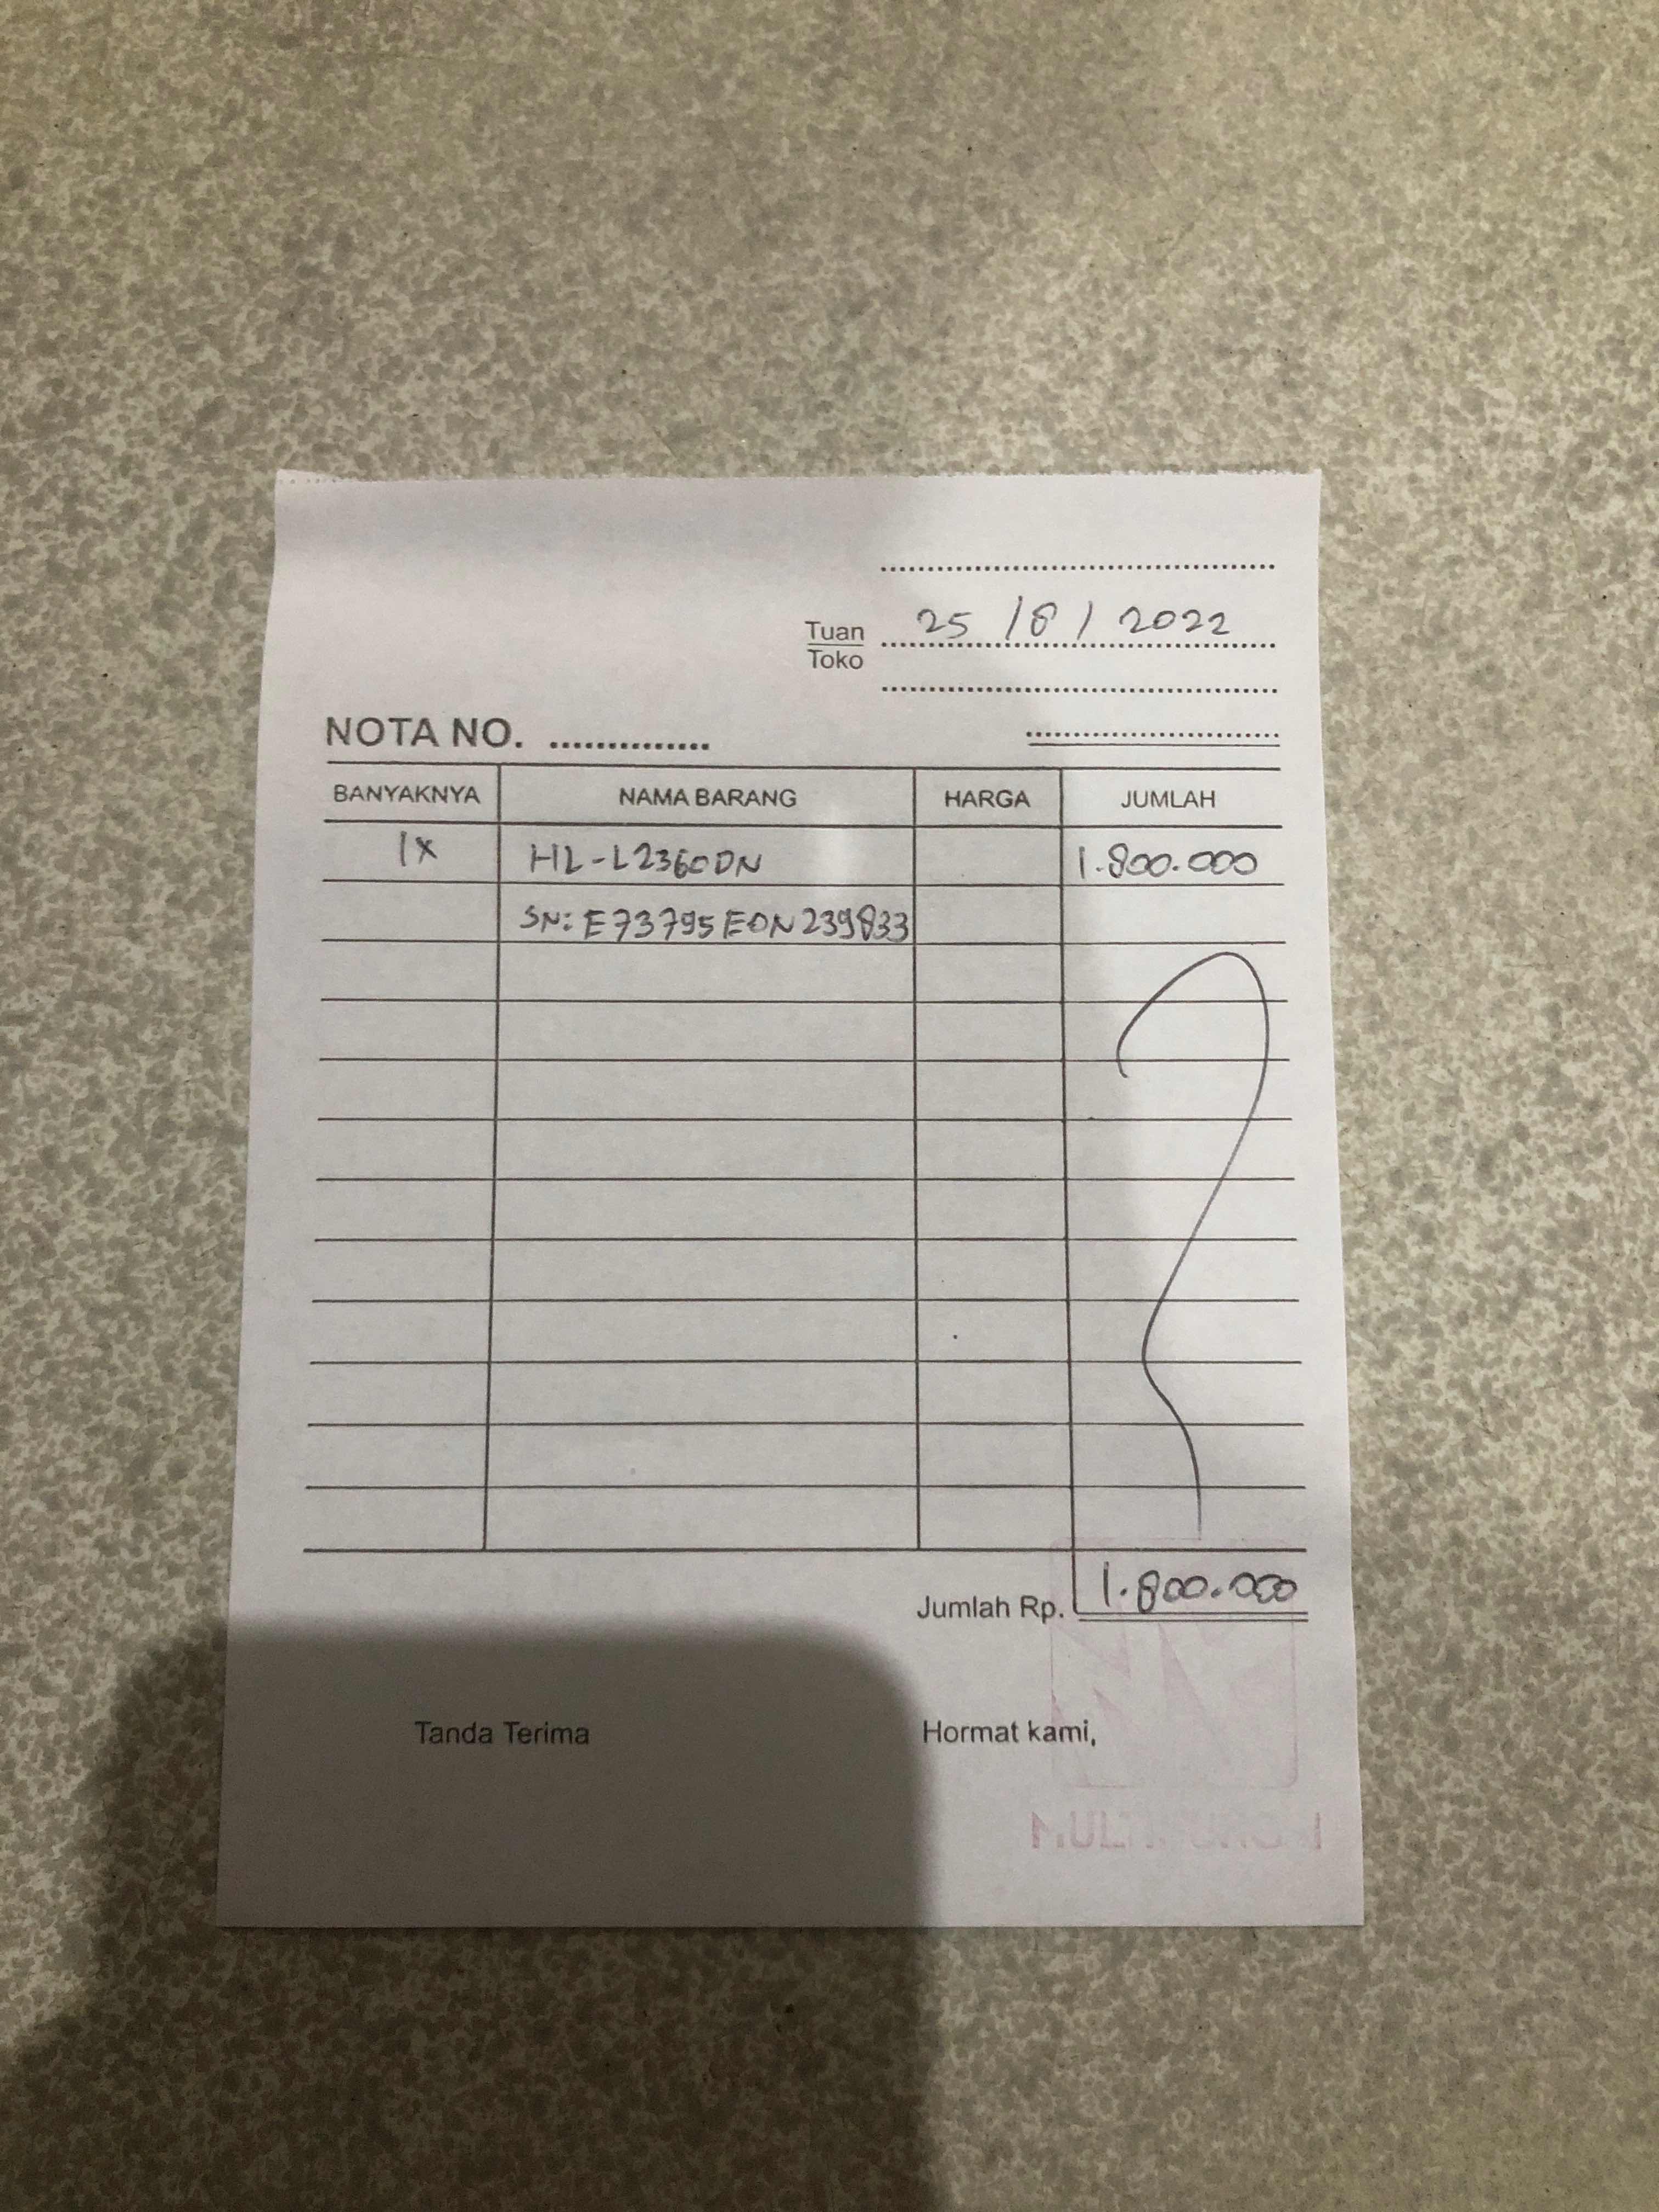 25/8/2022
Tuan
Toko
NOTA NO. ..............
BANYAKNYA NAMA BARANG HARGA JUMLAH
1x HL-L2360DN 1.800.000
SN: E73795E0N239833
Jumlah Rp. 1.800.000
Tanda Terima Hormat kami,